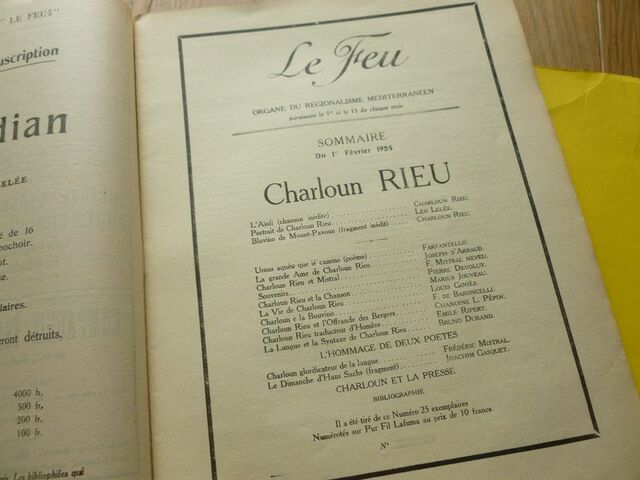 " LE FEU "
uscription
dian
ELÉE
é de 16
pochoir.
ot.
se.
laires.
ront détruits.
4000 fr.
500 fr.
200 fr.
100 fr.
Les bibliophiles qui
Le Feu
ORGANE DU REGIONALISME MEDITERRANEEN
paraissant le 1er et le 15 de chaque mois
SOMMAIRE
Du 1er Février 1924
Charloun RIEU
L'Aioli (chanson inédite) .......... CHARLOUN RIEU.
Portrait de Charloun Rieu .......... LEO LELÉE.
Blavino de Mount-Pavoun (fragment inédit) .......... CHARLOUN RIEU.
Urous aquèu que ié camino (poème) .......... FARFANTELLO.
La grande Ame de Charloun Rieu .......... JOSEPH D'ARBAUD.
Charloun Rieu et Mistral .......... F. MISTRAL NEVEU.
Souvenirs .......... PIERRE DEVOLUY.
Charloun Rieu et la Chanson .......... MARIUS JOUVEAU.
La Vie de Charloun Rieu .......... LOUIS GINIÈS.
Charloun e la Bouvino .......... F. DE BARONCELLI.
Charloun Rieu et l'Offrande des Bergers .......... CHANOINE L. PÉPIN.
Charloun Rieu traducteur d'Homère .......... EMILE RIPERT.
La Langue et la Syntaxe de Charloun Rieu .......... BRUNO DURAND.
L'HOMMAGE DE DEUX POETES
Charloun glorificateur de la langue .......... FRÉDÉRIC MISTRAL.
Le Dimanche d'Hans Sachs (fragment) .......... JOACHIM GASQUET.
CHARLOUN ET LA PRESSE
BIBLIOGRAPHIE
Il a été tiré de ce Numéro 25 exemplaires
Numérotés sur Pur Fil Lafuma au prix de 10 francs.
N°